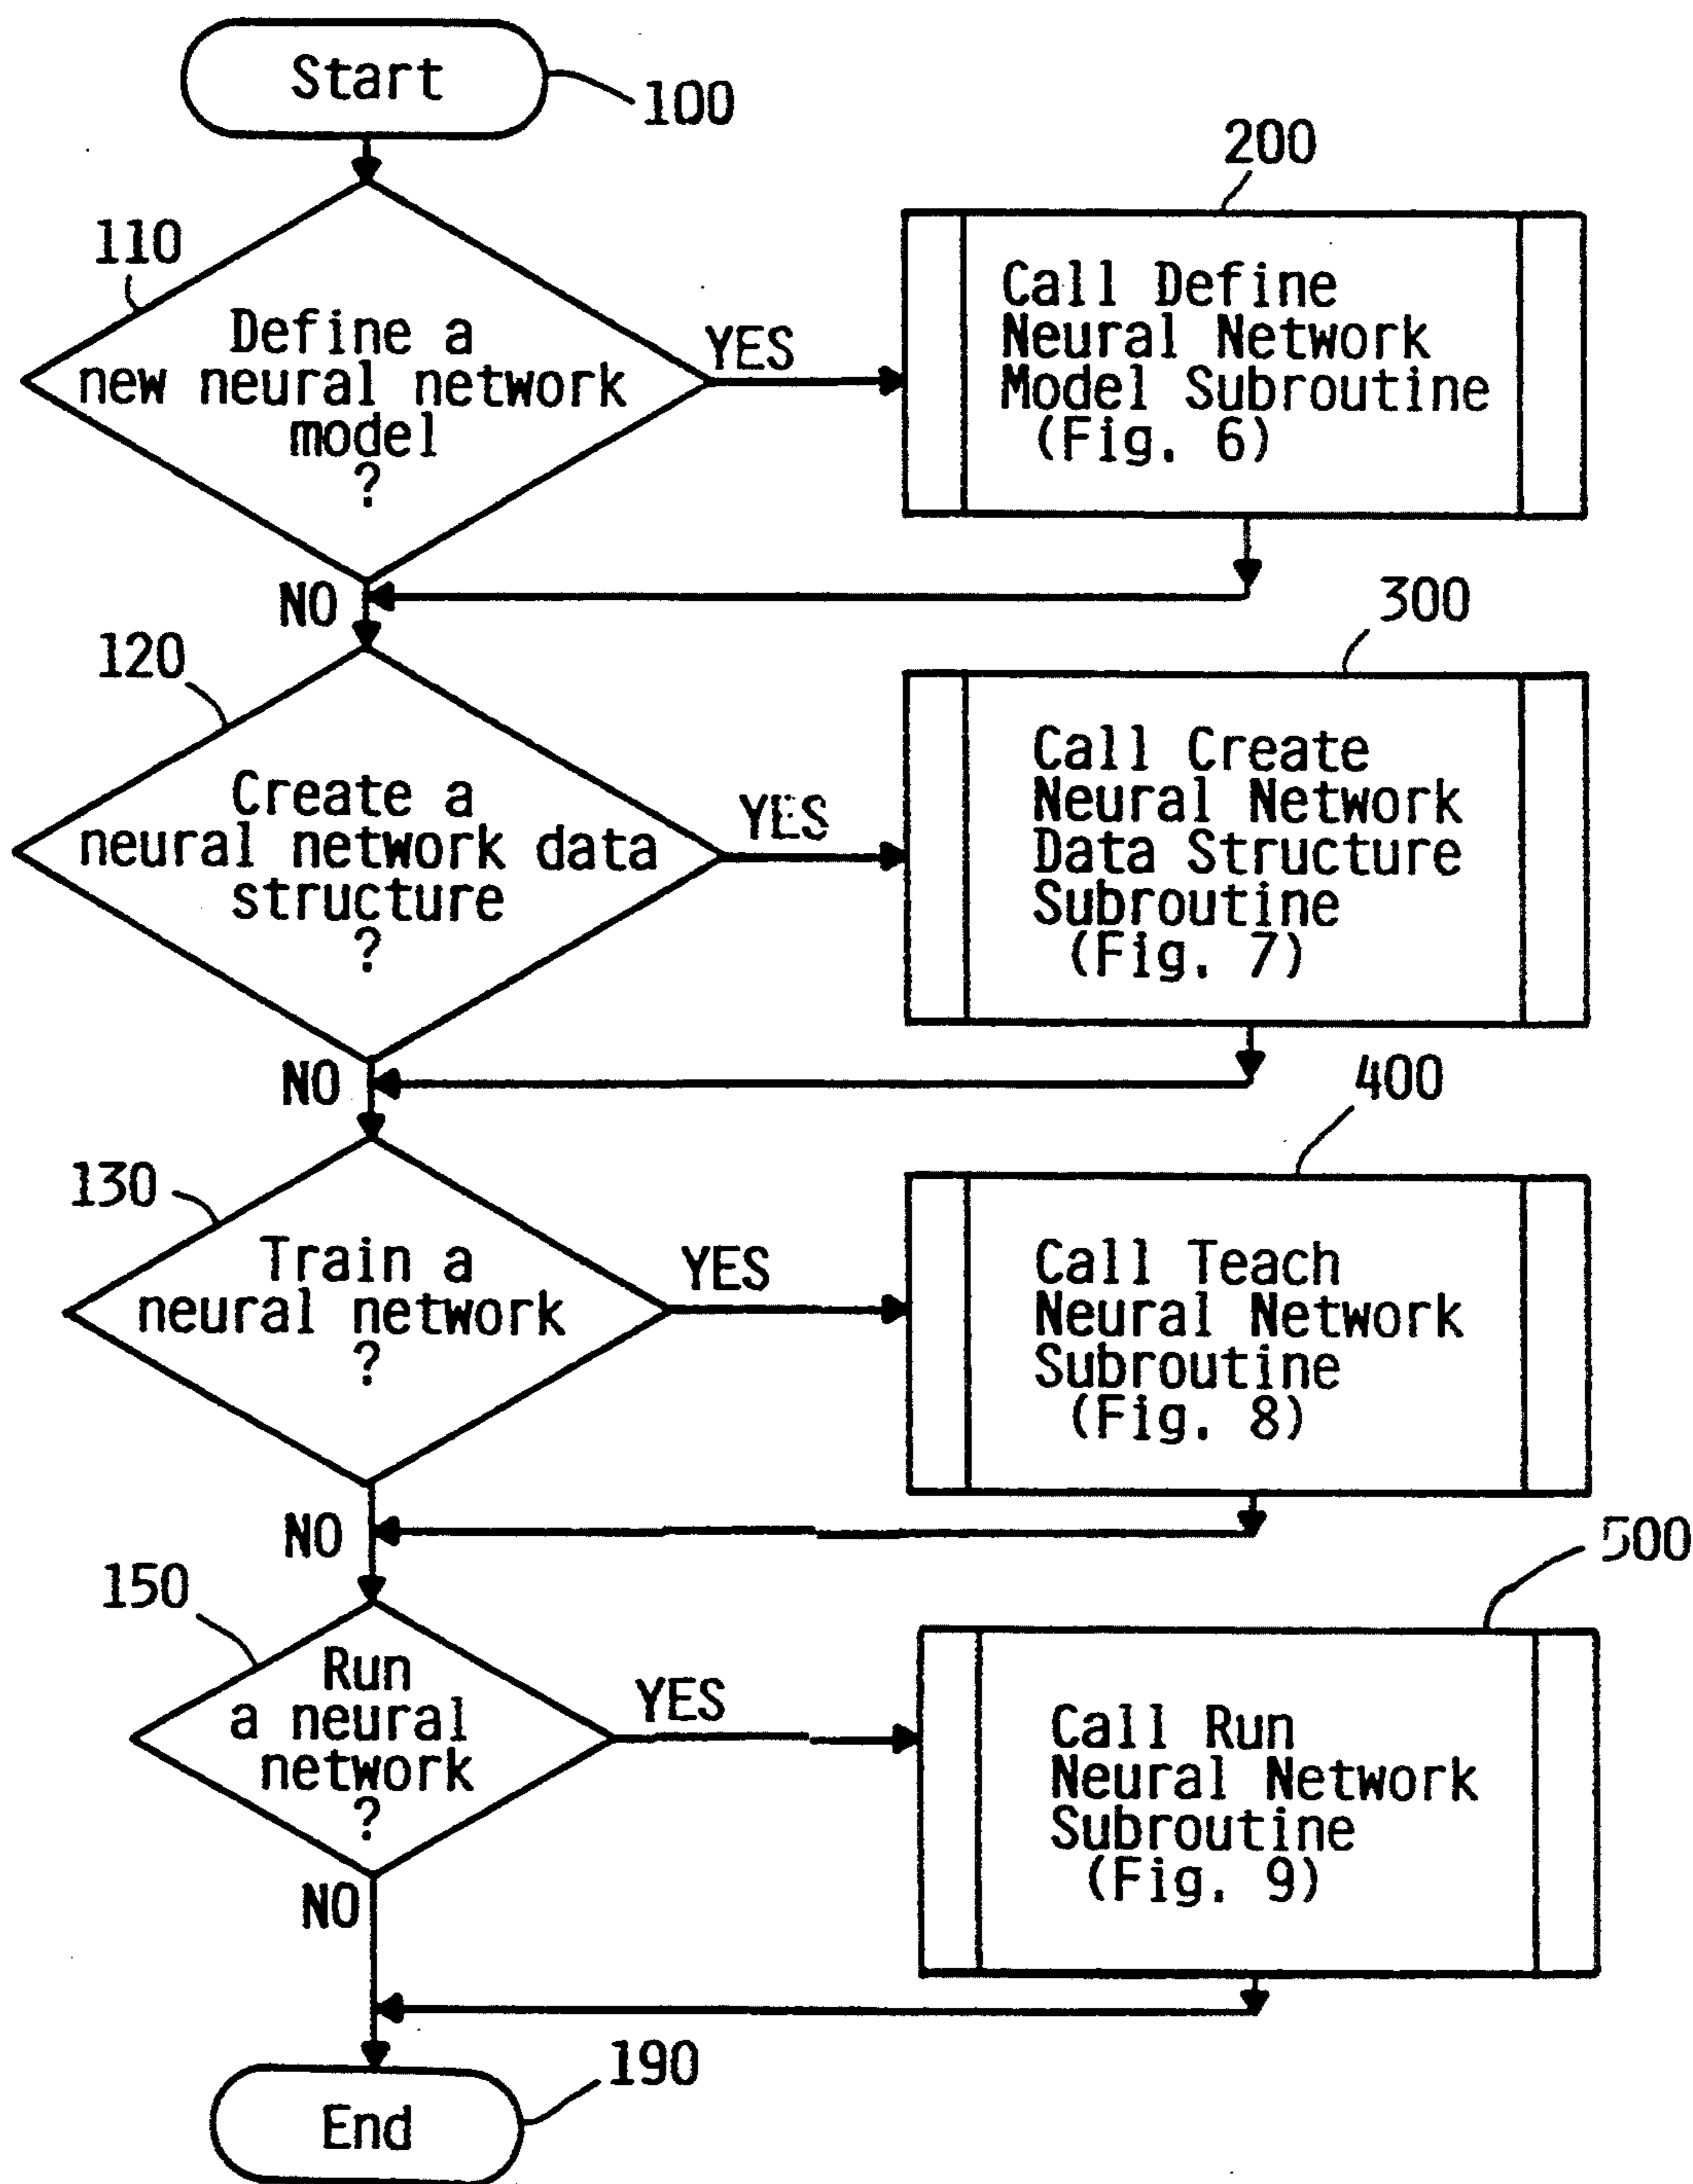 Start
100
110
Define a
new neural network
model
?
YES
200
Call Define
Neural Network
Model Subroutine
(Fig. 6)
NO
120
Create a
neural network data
structure
?
YES
300
Call Create
Neural Network
Data Structure
Subroutine
(Fig. 7)
NO
130
Train a
neural network
?
YES
400
Call Teach
Neural Network
Subroutine
(Fig. 8)
NO
150
Run
a neural
network
?
YES
500
Call Run
Neural Network
Subroutine
(Fig. 9)
NO
190
End